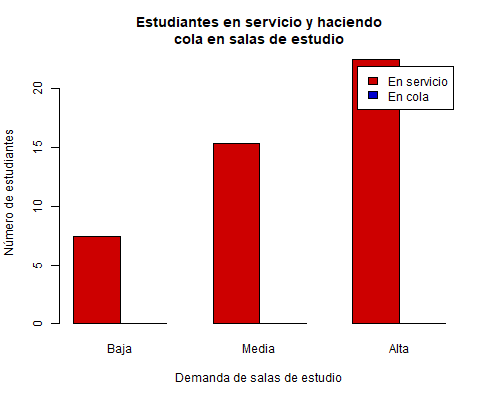 Estudiantes en servicio y haciendo
cola en salas de estudio
En servicio
En cola
Número de estudiantes
20
15
10
5
0
Baja
Media
Alta
Demanda de salas de estudio